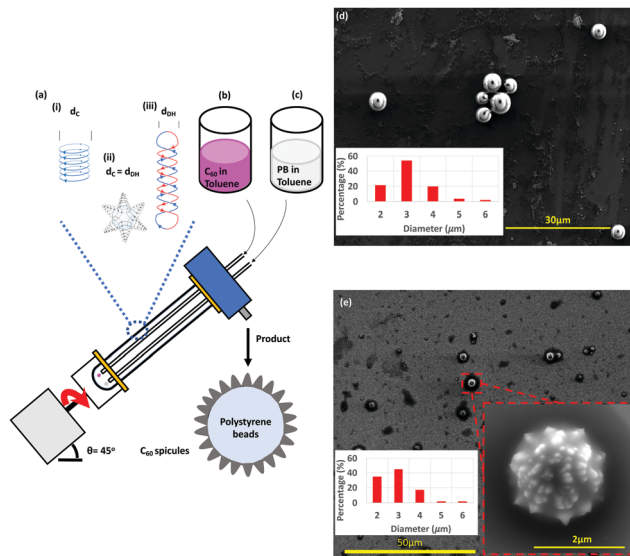 (a)
(i)
d_C
(ii)
d_C = d_DH
(iii)
d_DH
(b)
C₆₀ in
Toluene
(c)
PB in
Toluene
Product
Polystyrene
beads
C₆₀ spicules
θ= 45°
(d)
Percentage (%)
60
40
20
0
2 3 4 5 6
Diameter (µm)
30µm
(e)
Percentage (%)
60
40
20
0
2 3 4 5 6
Diameter (µm)
50µm
2µm